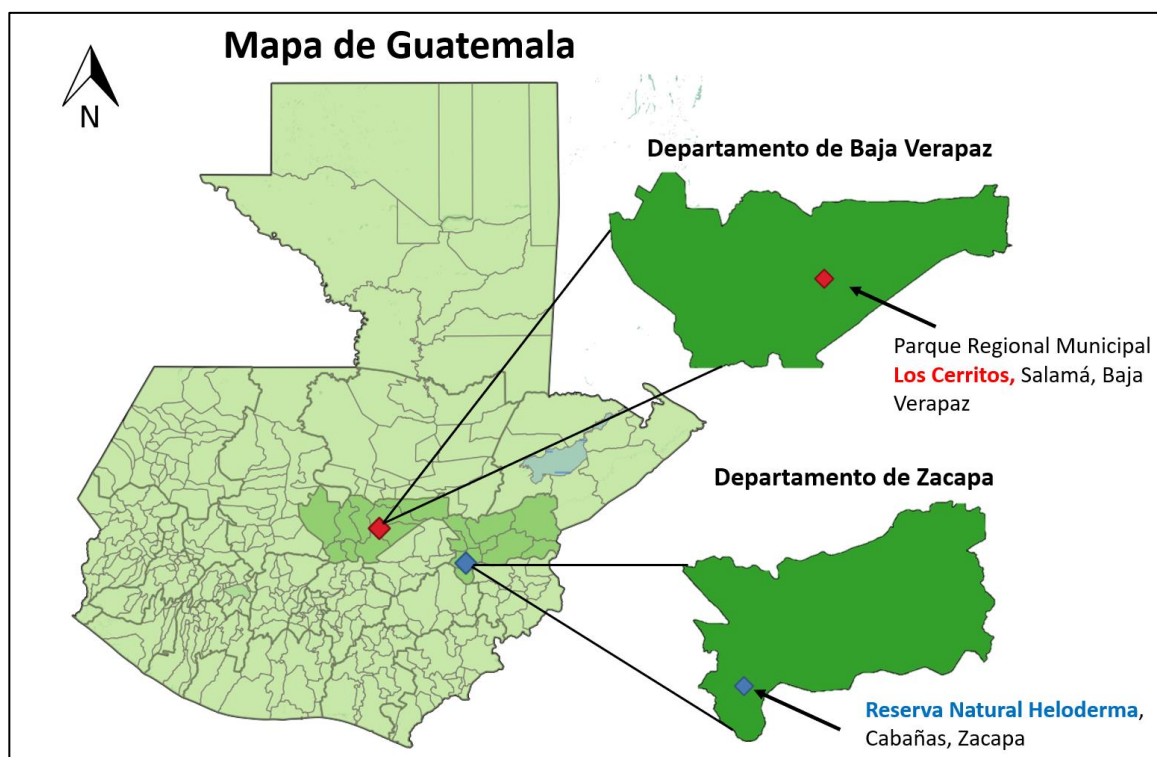 Mapa de Guatemala
N
Departamento de Baja Verapaz
Parque Regional Municipal
Los Cerritos, Salamá, Baja
Verapaz
Departamento de Zacapa
Reserva Natural Heloderma,
Cabañas, Zacapa